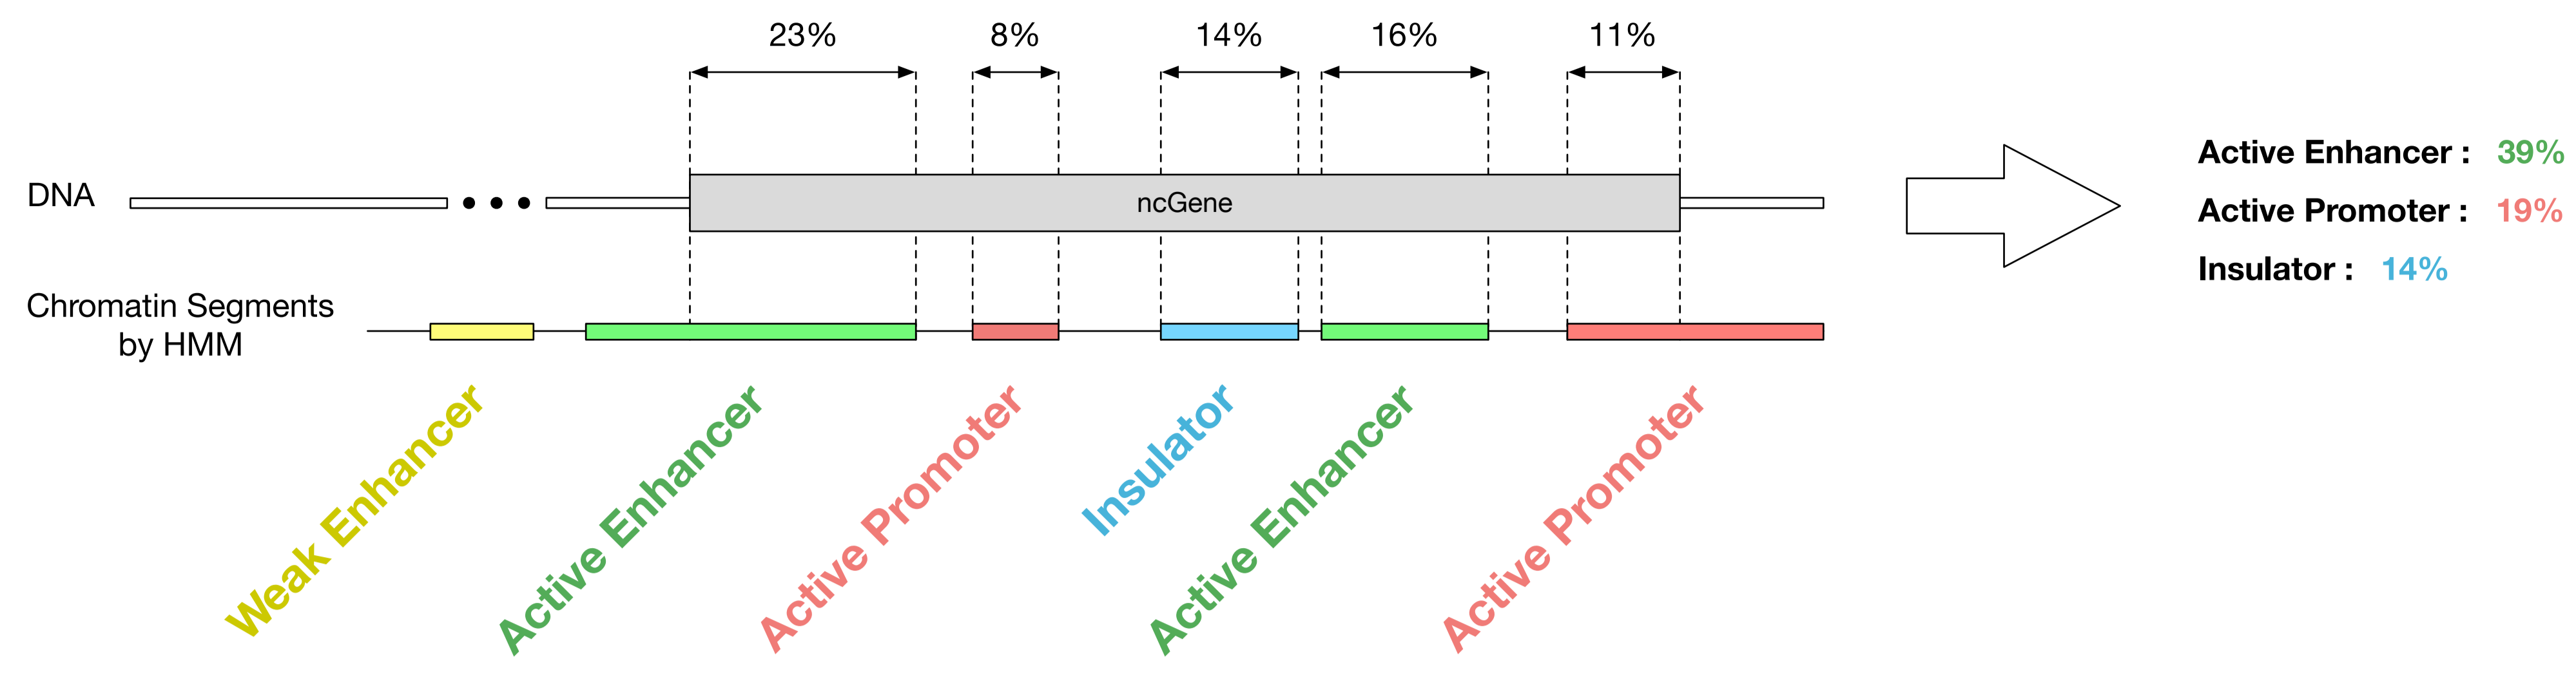 23%
8%
14%
16%
11%
DNA
ncGene
Chromatin Segments
by HMM
Weak Enhancer
Active Enhancer
Active Promoter
Insulator
Active Enhancer
Active Promoter
Active Enhancer : 39%
Active Promoter : 19%
Insulator : 14%